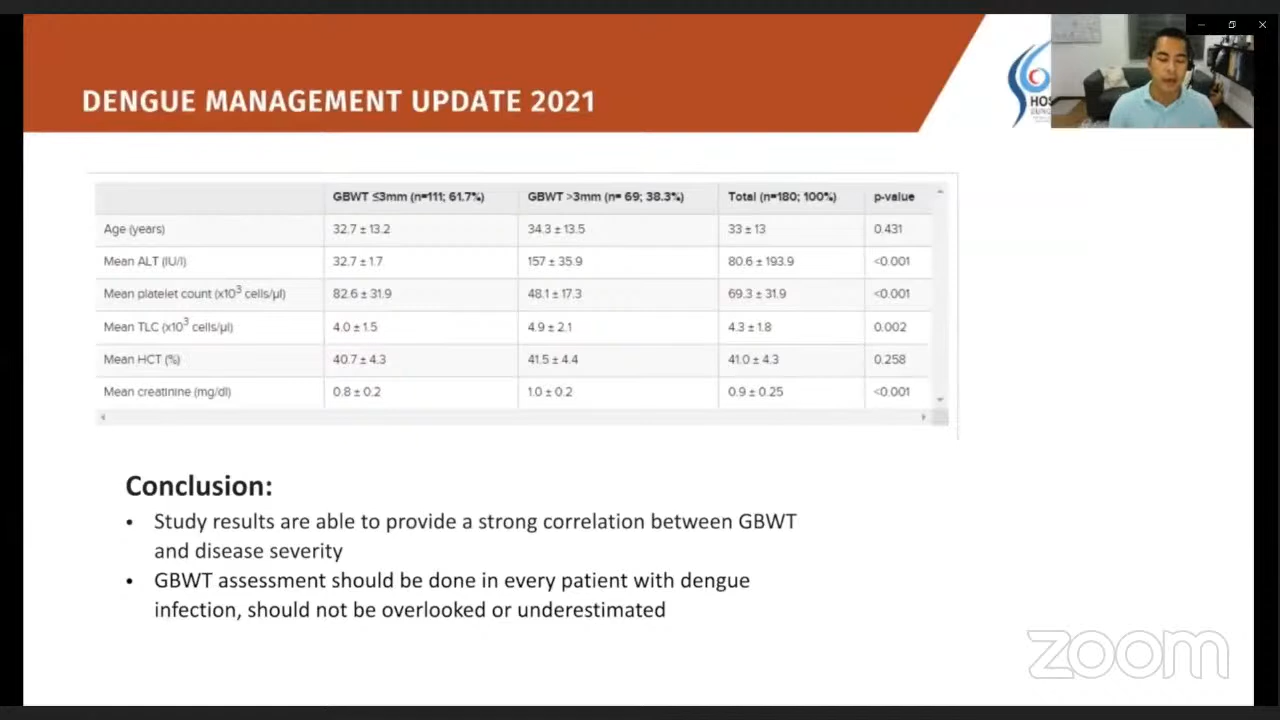 DENGUE MANAGEMENT UPDATE 2021
HOS
GBWT ≤3mm (n=111; 61.7%) GBWT >3mm (n= 69; 38.3%) Total (n=180; 100%) p-value
Age (years) 32.7 ± 13.2 34.3 ± 13.5 33 ± 13 0.431
Mean ALT (IU/l) 32.7 ± 1.7 157 ± 35.9 80.6 ± 193.9 <0.001
Mean platelet count (x10³ cells/µl) 82.6 ± 31.9 48.1 ± 17.3 69.3 ± 31.9 <0.001
Mean TLC (x10³ cells/µl) 4.0 ± 1.5 4.9 ± 2.1 4.3 ± 1.8 0.002
Mean HCT (%) 40.7 ± 4.3 41.5 ± 4.4 41.0 ± 4.3 0.258
Mean creatinine (mg/dl) 0.8 ± 0.2 1.0 ± 0.2 0.9 ± 0.25 <0.001
Conclusion:
• Study results are able to provide a strong correlation between GBWT
and disease severity
• GBWT assessment should be done in every patient with dengue
infection, should not be overlooked or underestimated
zoom